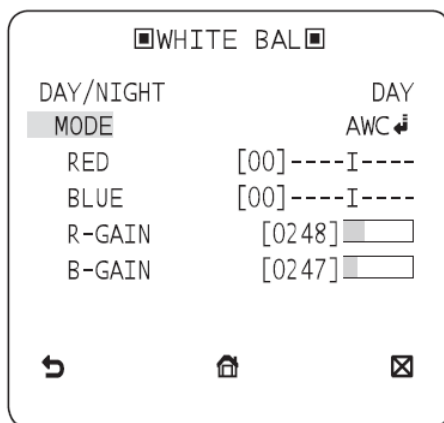 ▣WHITE BAL▣
DAY/NIGHT DAY
MODE AWC↲
RED [00]----I----
BLUE [00]----I----
R-GAIN [0248]
B-GAIN [0247]